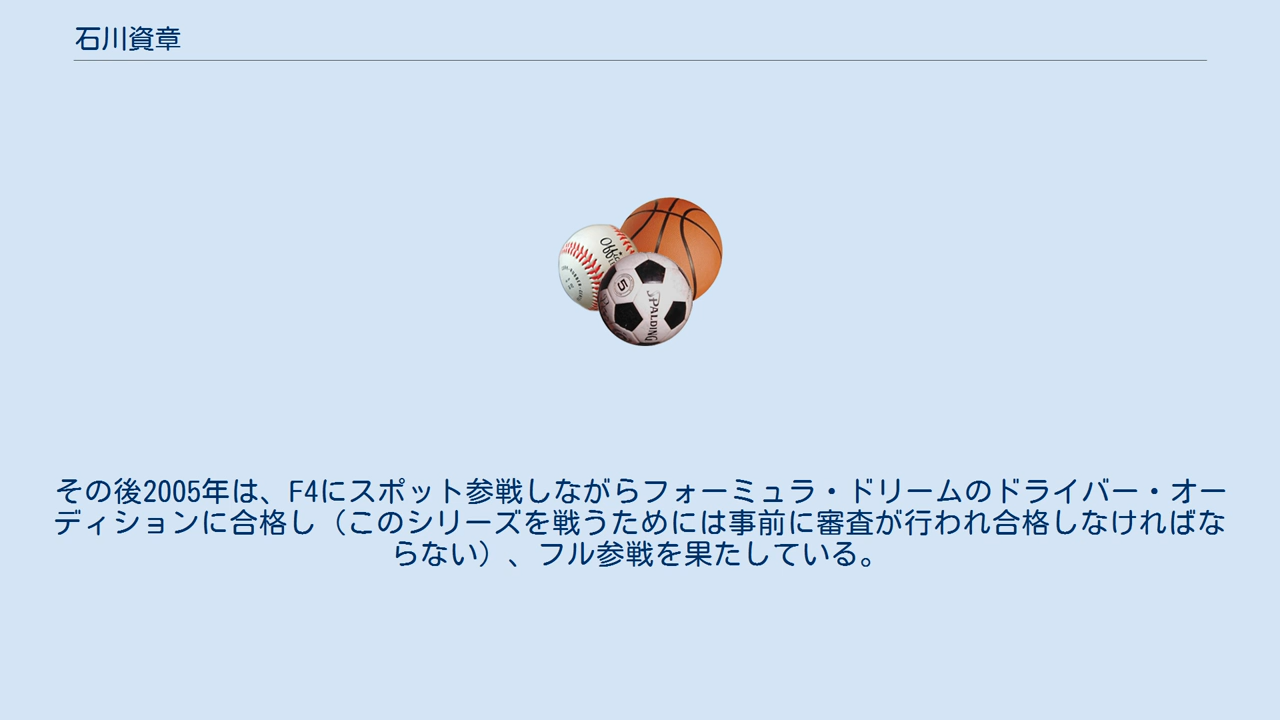 石川資章
Offic
5
SPALDING
その後2005年は、F4にスポット参戦しながらフォーミュラ・ドリームのドライバー・オー
ディションに合格し（このシリーズを戦うためには事前に審査が行われ合格しなければな
らない）、フル参戦を果たしている。